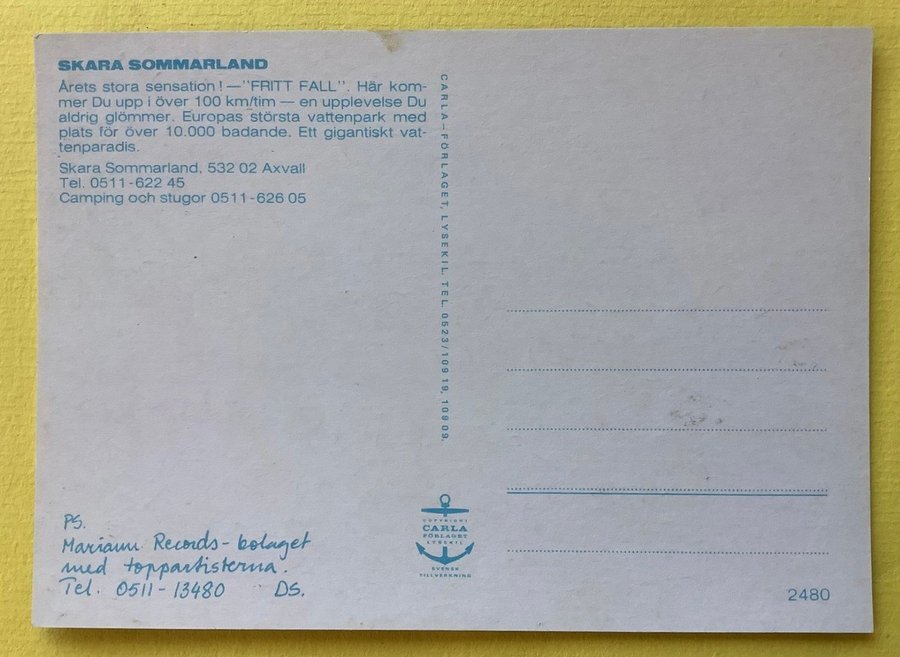 SKARA SOMMARLAND
Årets stora sensation! — "FRITT FALL". Här kom-
mer Du upp i över 100 km/tim — en upplevelse Du
aldrig glömmer. Europas största vattenpark med
plats för över 10.000 badande. Ett gigantiskt vat-
tenparadis.
Skara Sommarland, 532 02 Axvall
Tel. 0511-622 45
Camping och stugor 0511-626 05
CARLA-FÖRLAGET, LYSEKIL. TEL. 0523/109 19, 109 09.
COPYRIGHT
CARLA
FÖRLAGET
LYSEKIL
SVENSK
TILLVERKNING
PS.
Mariann Records-bolaget
med toppartisterna.
Tel. 0511-13480 DS.
2480